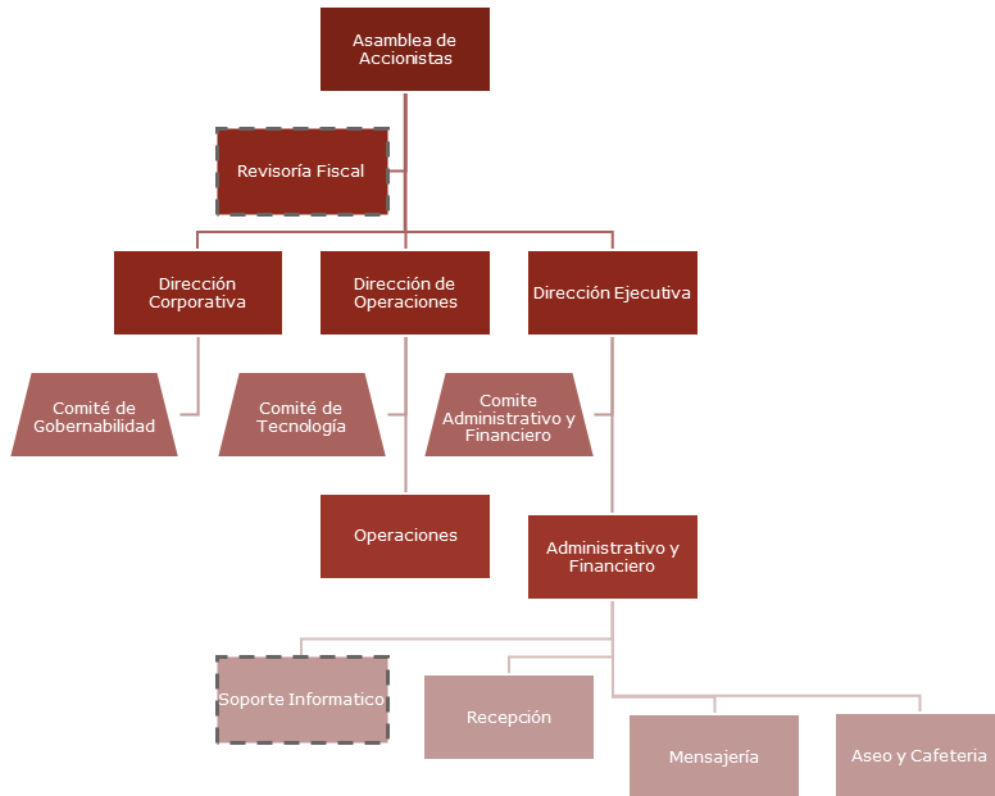 Asamblea de
Accionistas
Revisoría Fiscal
Dirección
Corporativa
Dirección de
Operaciones
Dirección Ejecutiva
Comité de
Gobernabilidad
Comité de
Tecnología
Comite
Administrativo y
Financiero
Operaciones
Administrativo y
Financiero
Soporte Informatico
Recepción
Mensajería
Aseo y Cafeteria